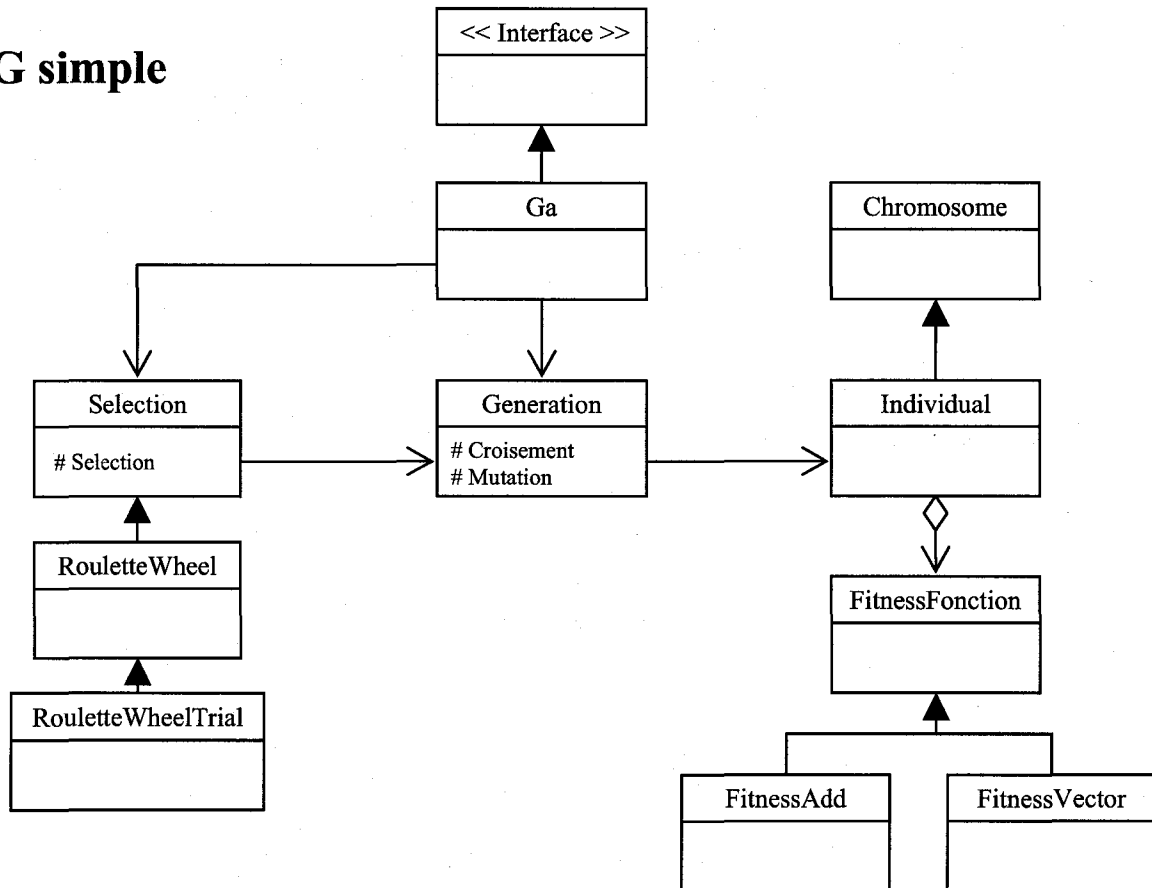 << Interface >>
G simple
Ga
Chromosome
Selection
# Selection
Generation
# Croisement
# Mutation
Individual
RouletteWheel
FitnessFonction
RouletteWheelTrial
FitnessAdd
FitnessVector